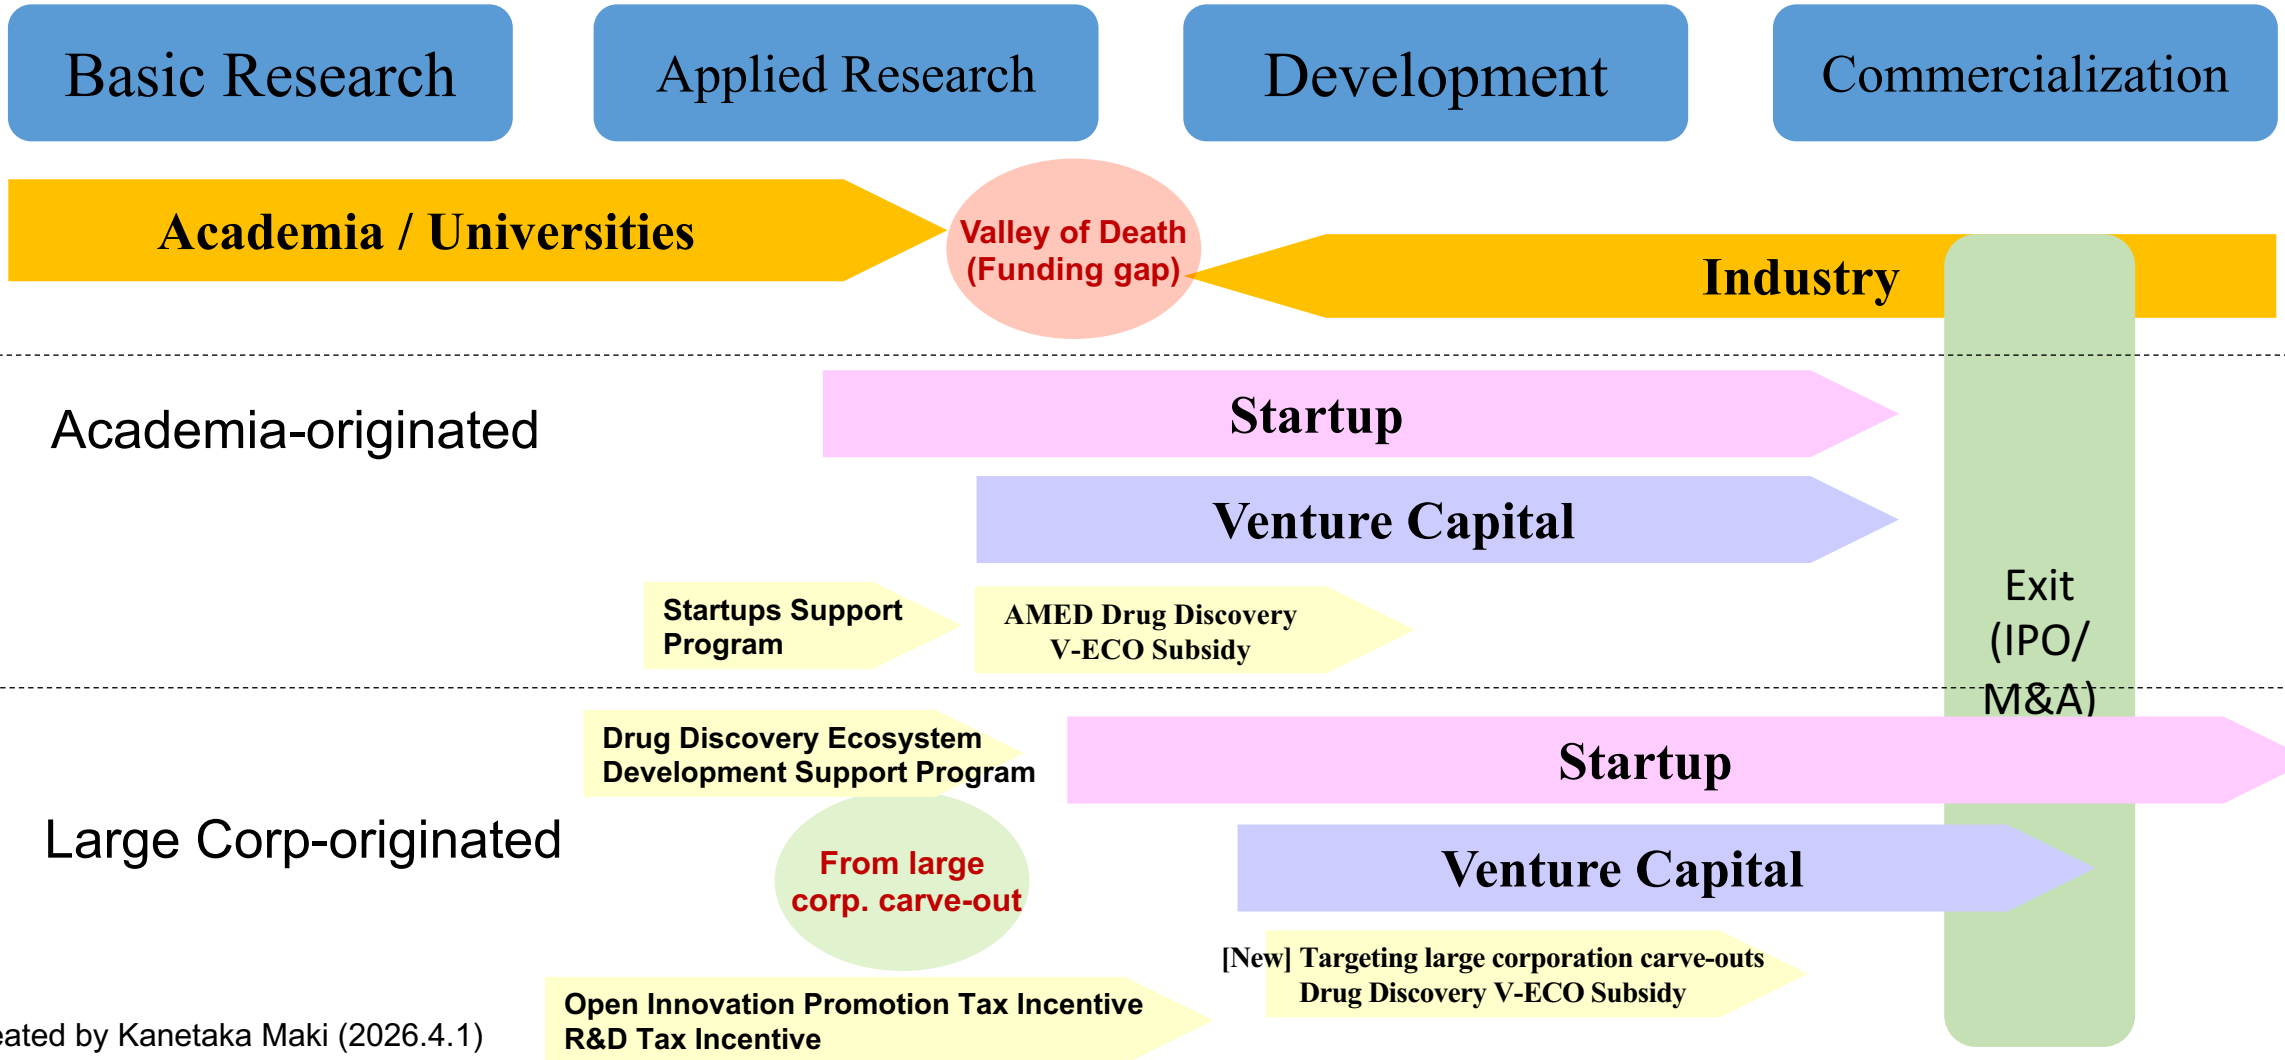 Basic Research
Applied Research
Development
Commercialization
Academia / Universities
Valley of Death
(Funding gap)
Industry
Academia-originated
Startup
Venture Capital
Startups Support
Program
AMED Drug Discovery
V-ECO Subsidy
Exit
(IPO/
M&A)
Drug Discovery Ecosystem
Development Support Program
Startup
Large Corp-originated
From large
corp. carve-out
Venture Capital
[New] Targeting large corporation carve-outs
Drug Discovery V-ECO Subsidy
Open Innovation Promotion Tax Incentive
R&D Tax Incentive
eated by Kanetaka Maki (2026.4.1)